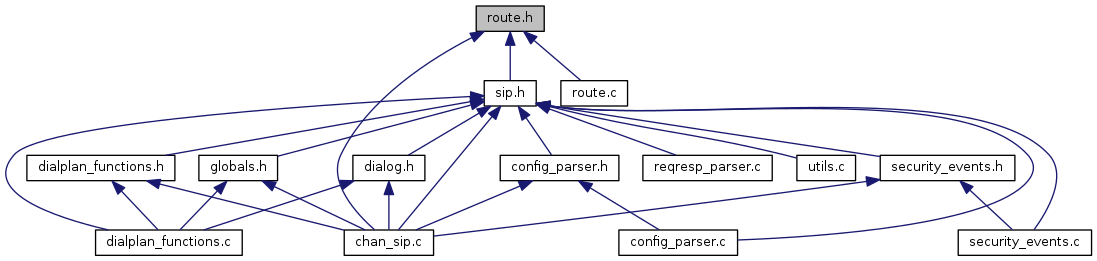 route.h
sip.h
route.c
dialplan_functions.h
globals.h
dialog.h
config_parser.h
reqresp_parser.c
utils.c
security_events.h
dialplan_functions.c
chan_sip.c
config_parser.c
security_events.c